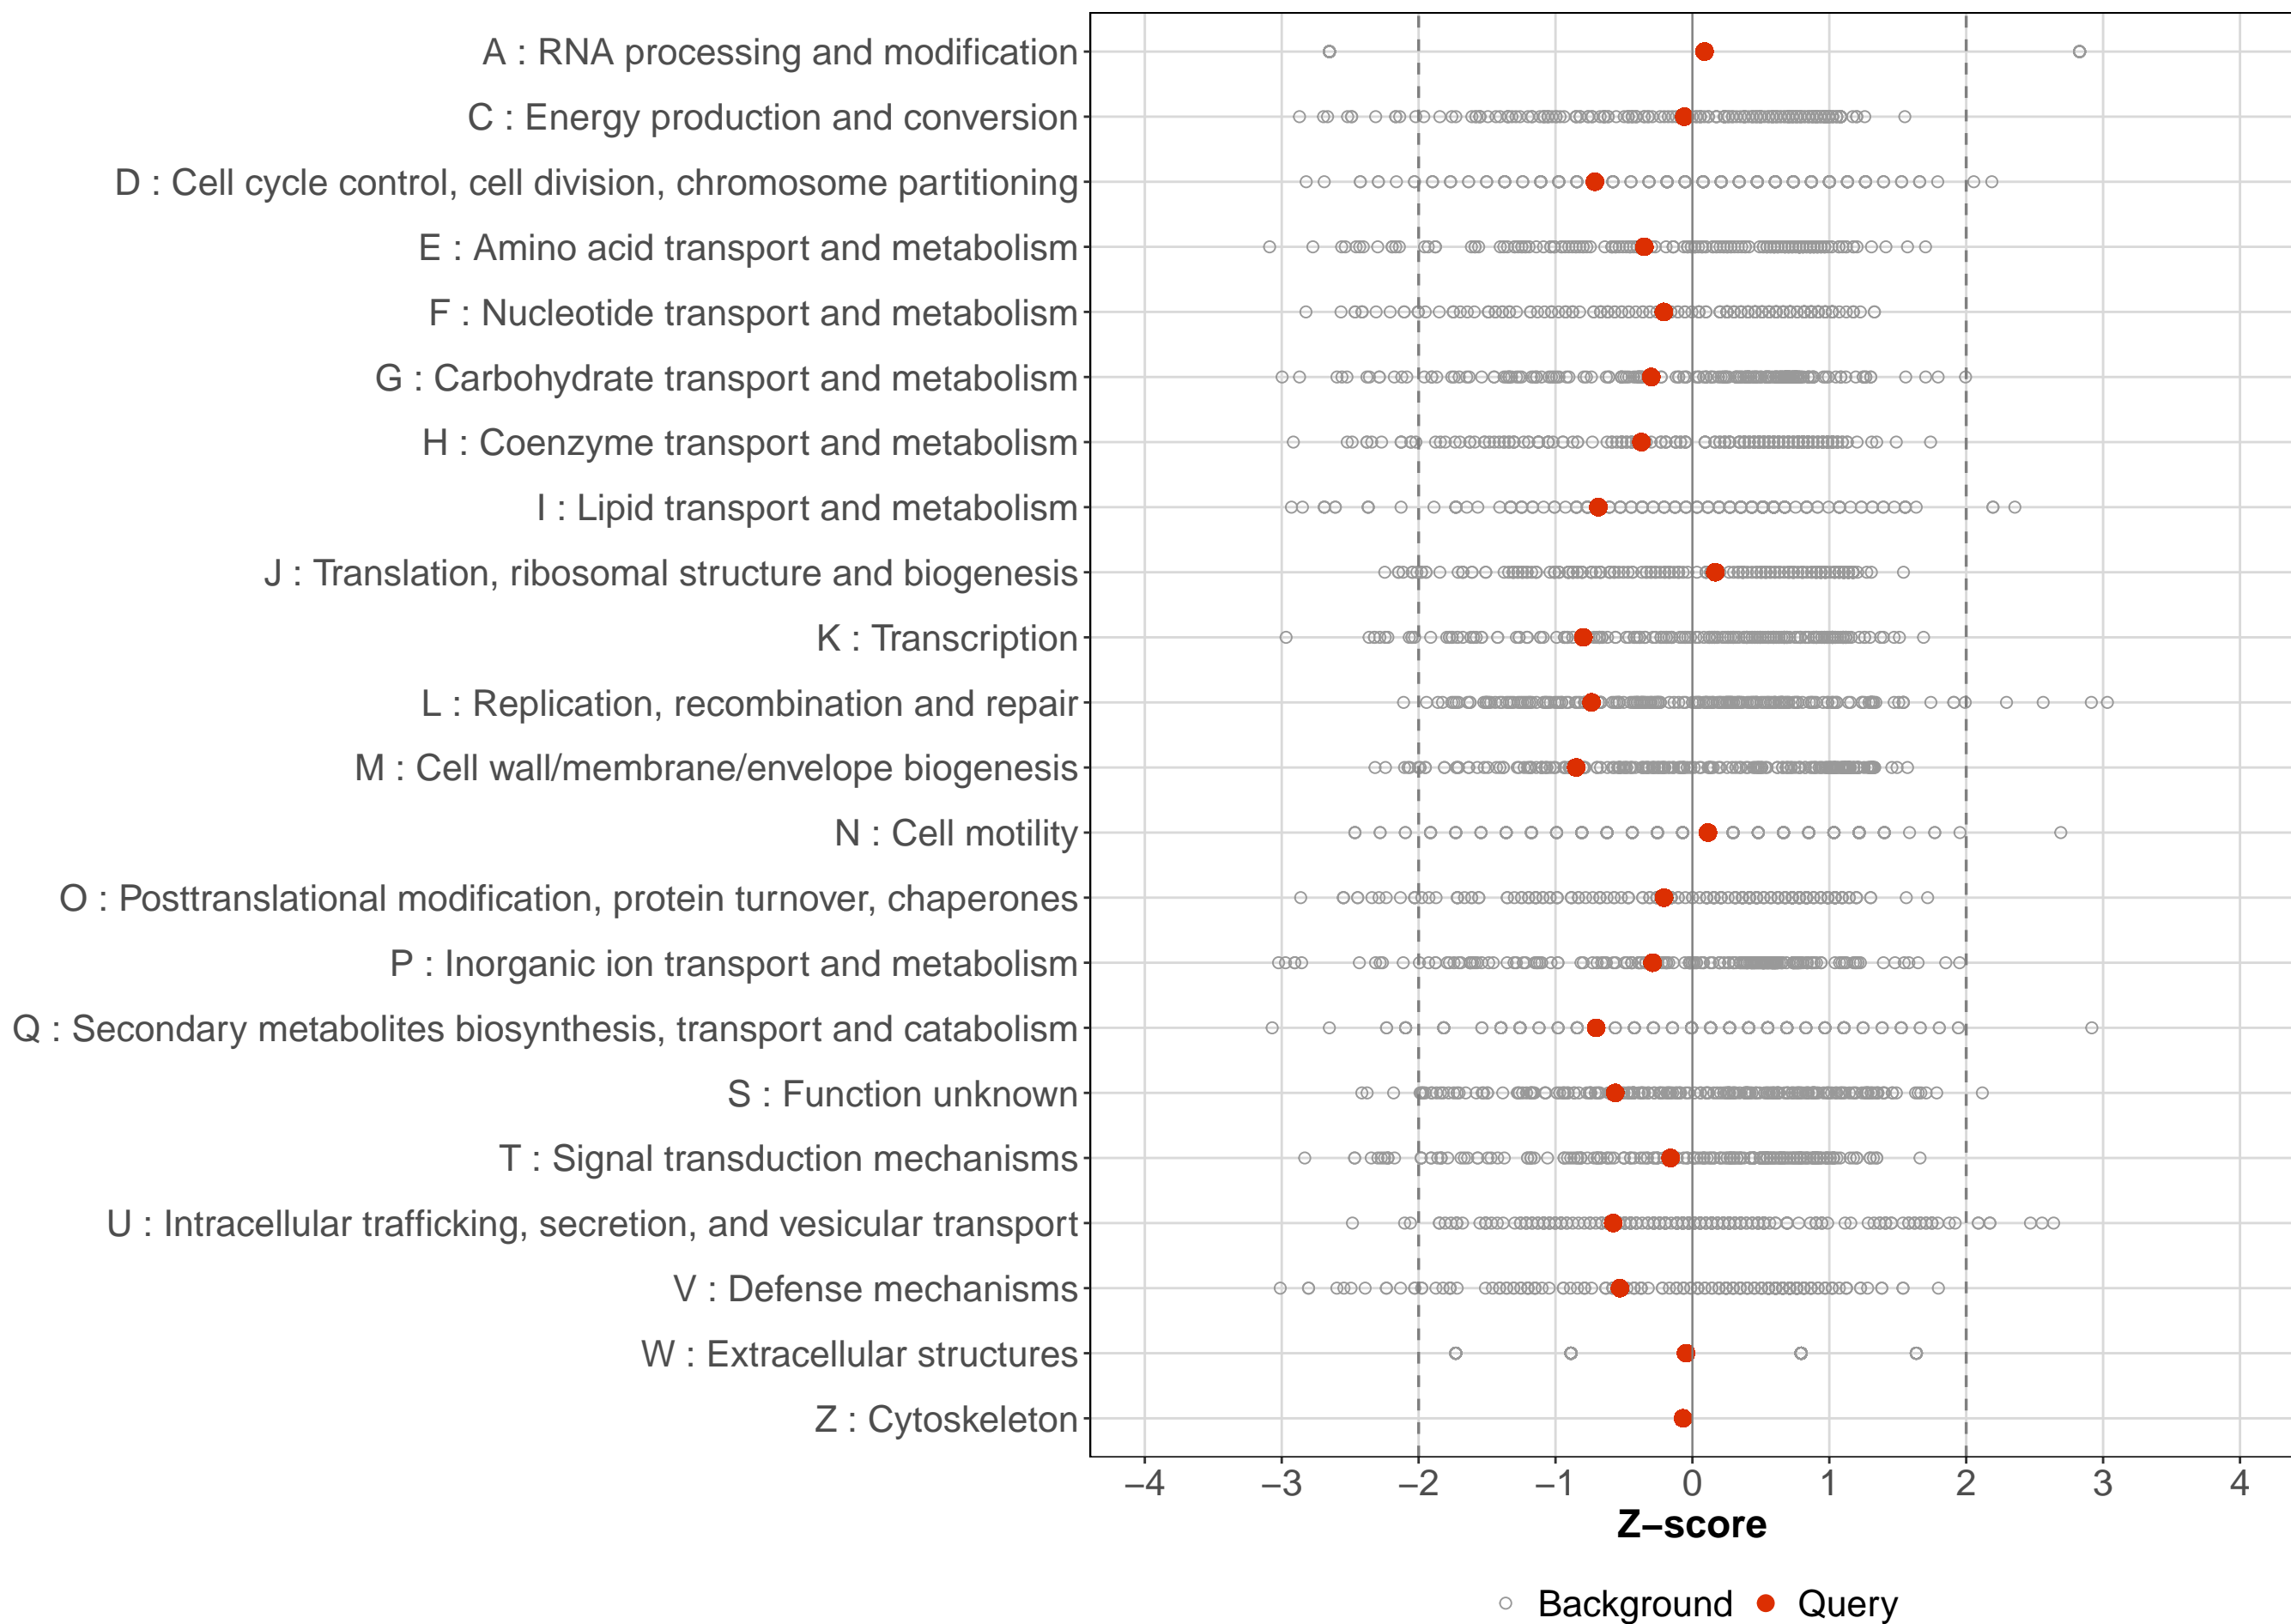 A : RNA processing and modification
C : Energy production and conversion
D : Cell cycle control, cell division, chromosome partitioning
E : Amino acid transport and metabolism
F : Nucleotide transport and metabolism
G : Carbohydrate transport and metabolism
H : Coenzyme transport and metabolism
I : Lipid transport and metabolism
J : Translation, ribosomal structure and biogenesis
K : Transcription
L : Replication, recombination and repair
M : Cell wall/membrane/envelope biogenesis
N : Cell motility
O : Posttranslational modification, protein turnover, chaperones
P : Inorganic ion transport and metabolism
Q : Secondary metabolites biosynthesis, transport and catabolism
S : Function unknown
T : Signal transduction mechanisms
U : Intracellular trafficking, secretion, and vesicular transport
V : Defense mechanisms
W : Extracellular structures
Z : Cytoskeleton
−4 −3 −2 −1 0 1 2 3 4
Z−score
Background Query